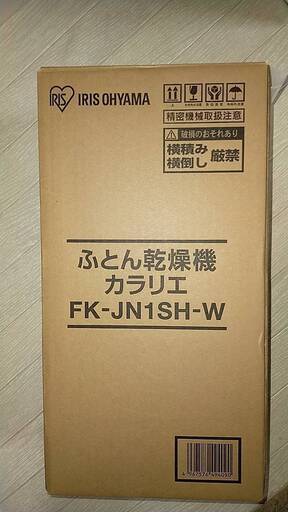 IRIS IRIS OHYAMA
精密機械取扱注意
破損のおそれあり
横積み
横倒し 厳禁
ふとん乾燥機
カラリエ
FK-JN1SH-W